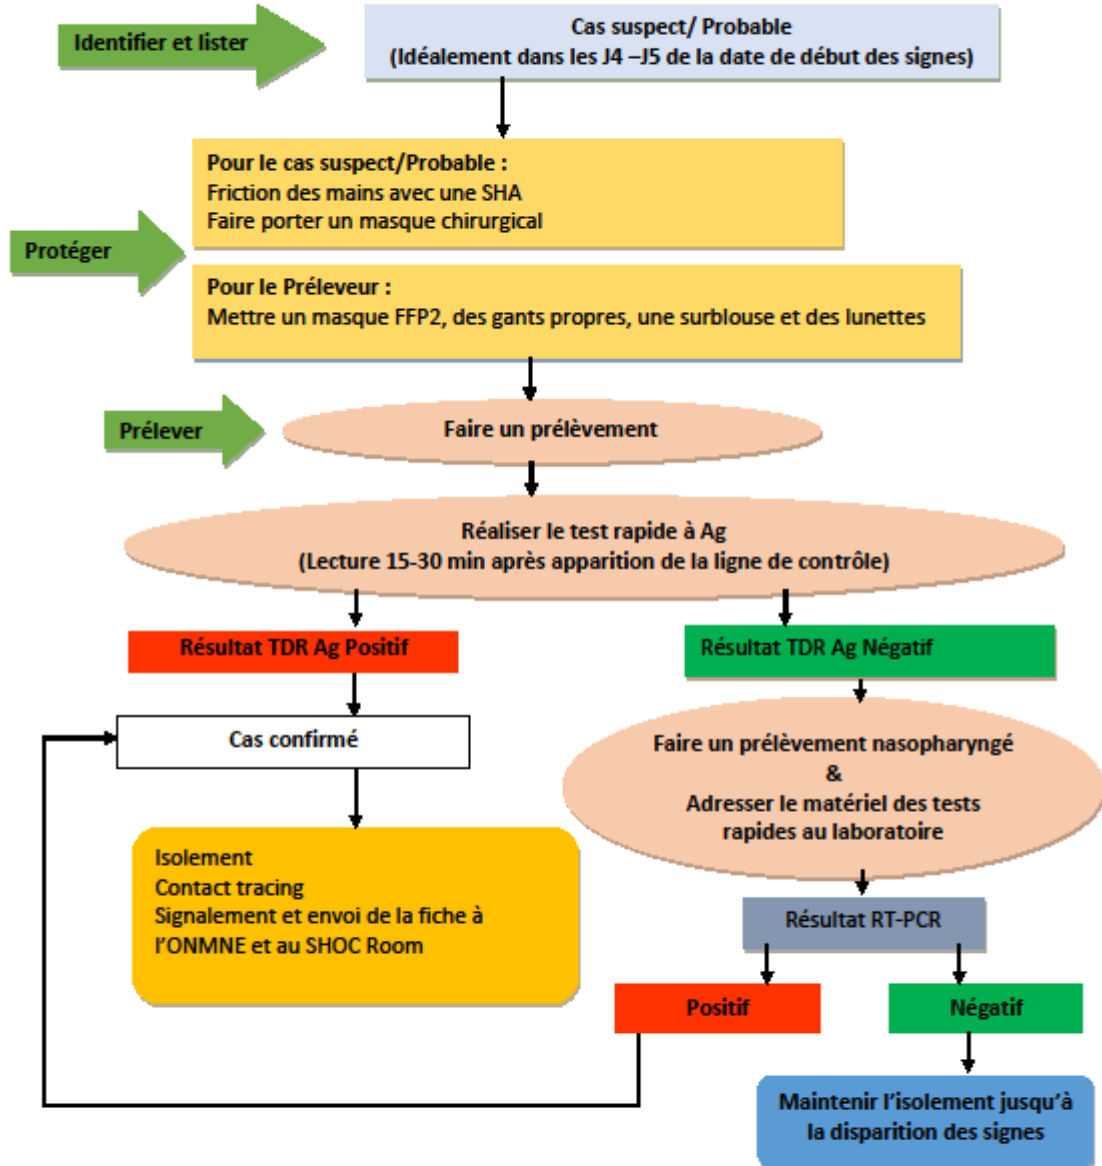 Identifier et lister
Cas suspect/ Probable
(Idéalement dans les J4 –J5 de la date de début des signes)
Pour le cas suspect/Probable :
Friction des mains avec une SHA
Faire porter un masque chirurgical
Protéger
Pour le Préleveur :
Mettre un masque FFP2, des gants propres, une surblouse et des lunettes
Prélever
Faire un prélèvement
Réaliser le test rapide à Ag
(Lecture 15-30 min après apparition de la ligne de contrôle)
Résultat TDR Ag Positif
Résultat TDR Ag Négatif
Cas confirmé
Faire un prélèvement nasopharyngé
&
Adresser le matériel des tests
rapides au laboratoire
Isolement
Contact tracing
Signalement et envoi de la fiche à
l’ONMNE et au SHOC Room
Résultat RT-PCR
Positif
Négatif
Maintenir l’isolement jusqu’à
la disparition des signes